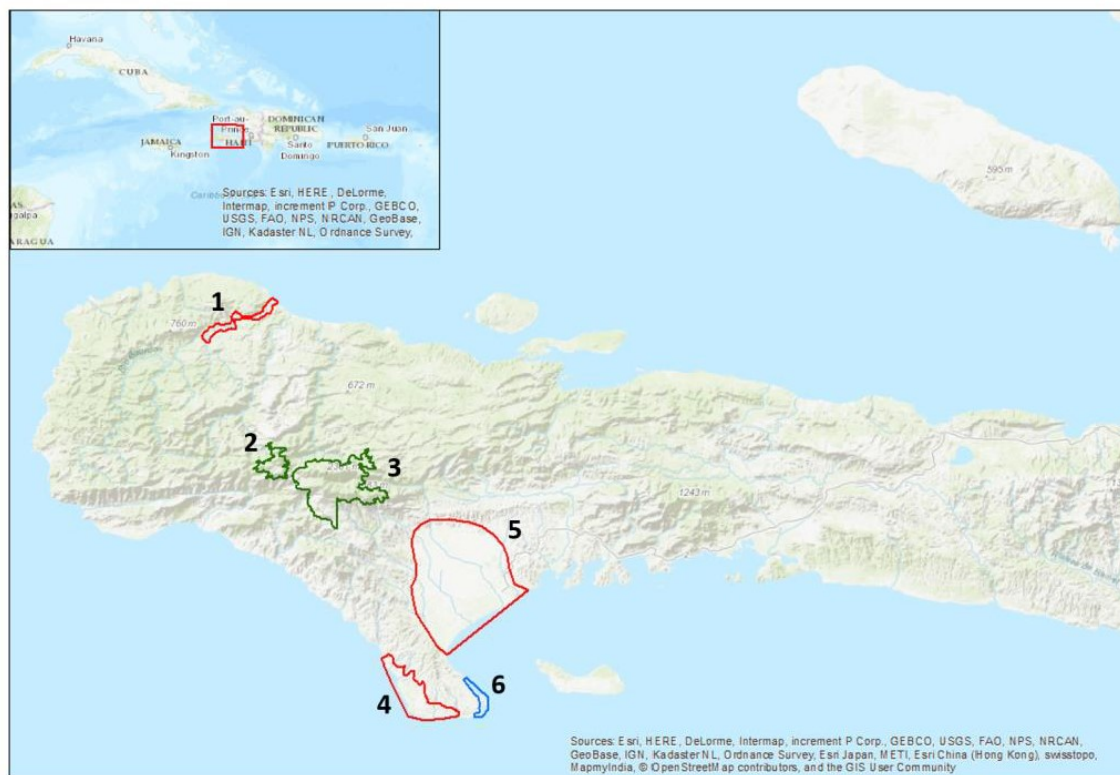 Havana
CUBA
Port-au-
Prince
DOMINICAN
REPUBLIC
San Juan
JAMAICA
HAITI
PUERTO RICO
Kingston
Santo
Domingo
Sources: Esri, HERE, DeLorme,
Intermap, increment P Corp., GEBCO,
USGS, FAO, NPS, NRCAN, GeoBase,
IGN, Kadaster NL, Ordnance Survey,
AS
galpa
ARAGUA
595 m
1
760 m
672 m
2
3
1243 m
5
4
6
Sources: Esri, HERE, DeLorme, Intermap, increment P Corp., GEBCO, USGS, FAO, NPS, NRCAN,
GeoBase, IGN, Kadaster NL, Ordnance Survey, Esri Japan, METI, Esri China (Hong Kong), swisstopo,
MapmyIndia, © OpenStreetMap contributors, and the GIS User Community